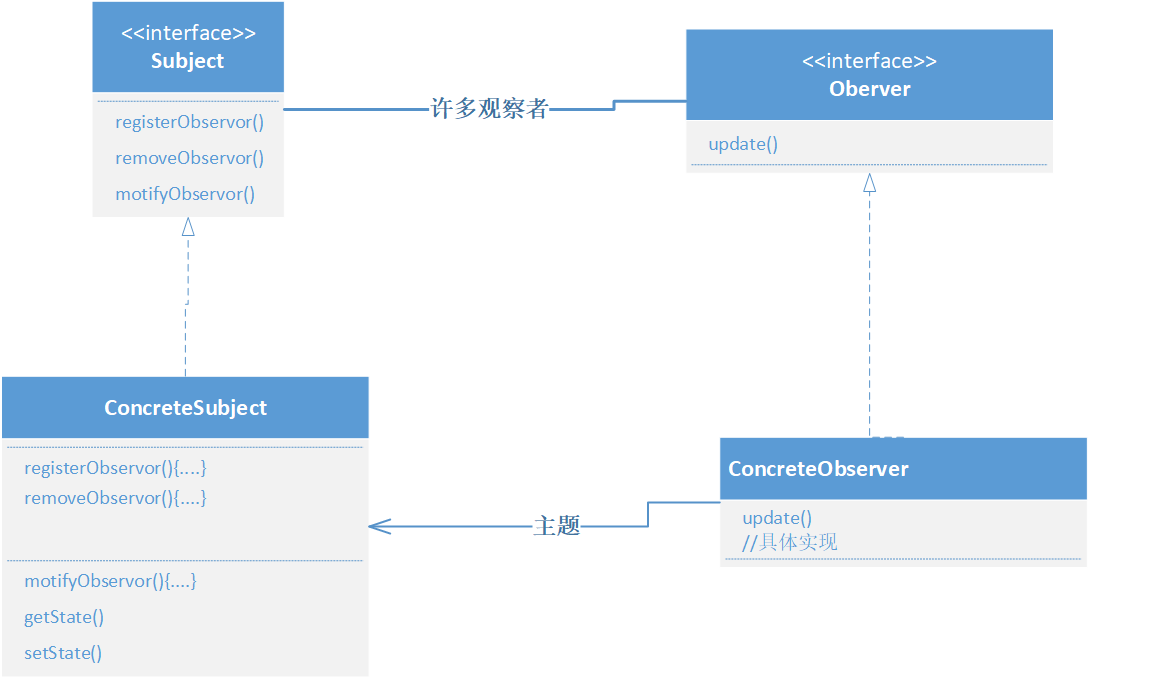 <<interface>>
Subject
registerObservor()
removeObservor()
motifyObservor()
许多观察者
<<interface>>
Oberver
update()
ConcreteSubject
registerObservor(){....}
removeObservor(){....}
motifyObservor(){....}
getState()
setState()
主题
ConcreteObserver
update()
//具体实现